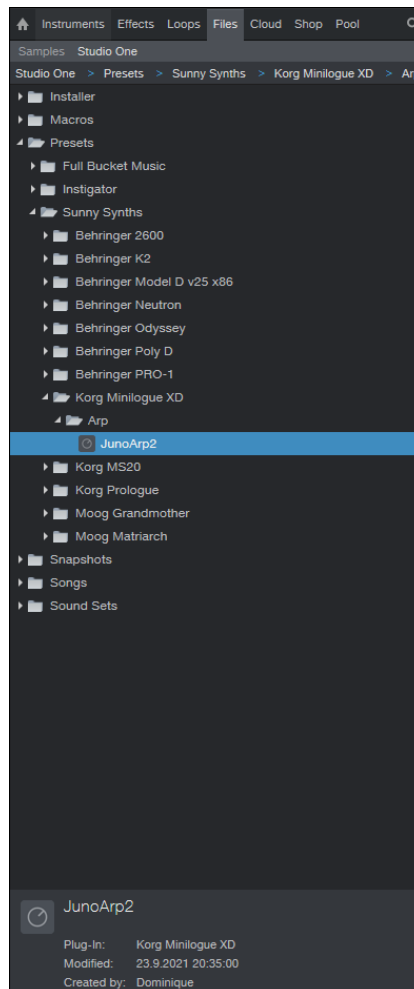 Instruments Effects Loops Files Cloud Shop Pool
Samples Studio One
Studio One > Presets > Sunny Synths > Korg Minilogue XD > Ar
Installer
Macros
Presets
Full Bucket Music
Instigator
Sunny Synths
Behringer 2600
Behringer K2
Behringer Model D v25 x86
Behringer Neutron
Behringer Odyssey
Behringer Poly D
Behringer PRO-1
Korg Minilogue XD
Arp
JunoArp2
Korg MS20
Korg Prologue
Moog Grandmother
Moog Matriarch
Snapshots
Songs
Sound Sets
JunoArp2
Plug-In: Korg Minilogue XD
Modified: 23.9.2021 20:35:00
Created by: Dominique